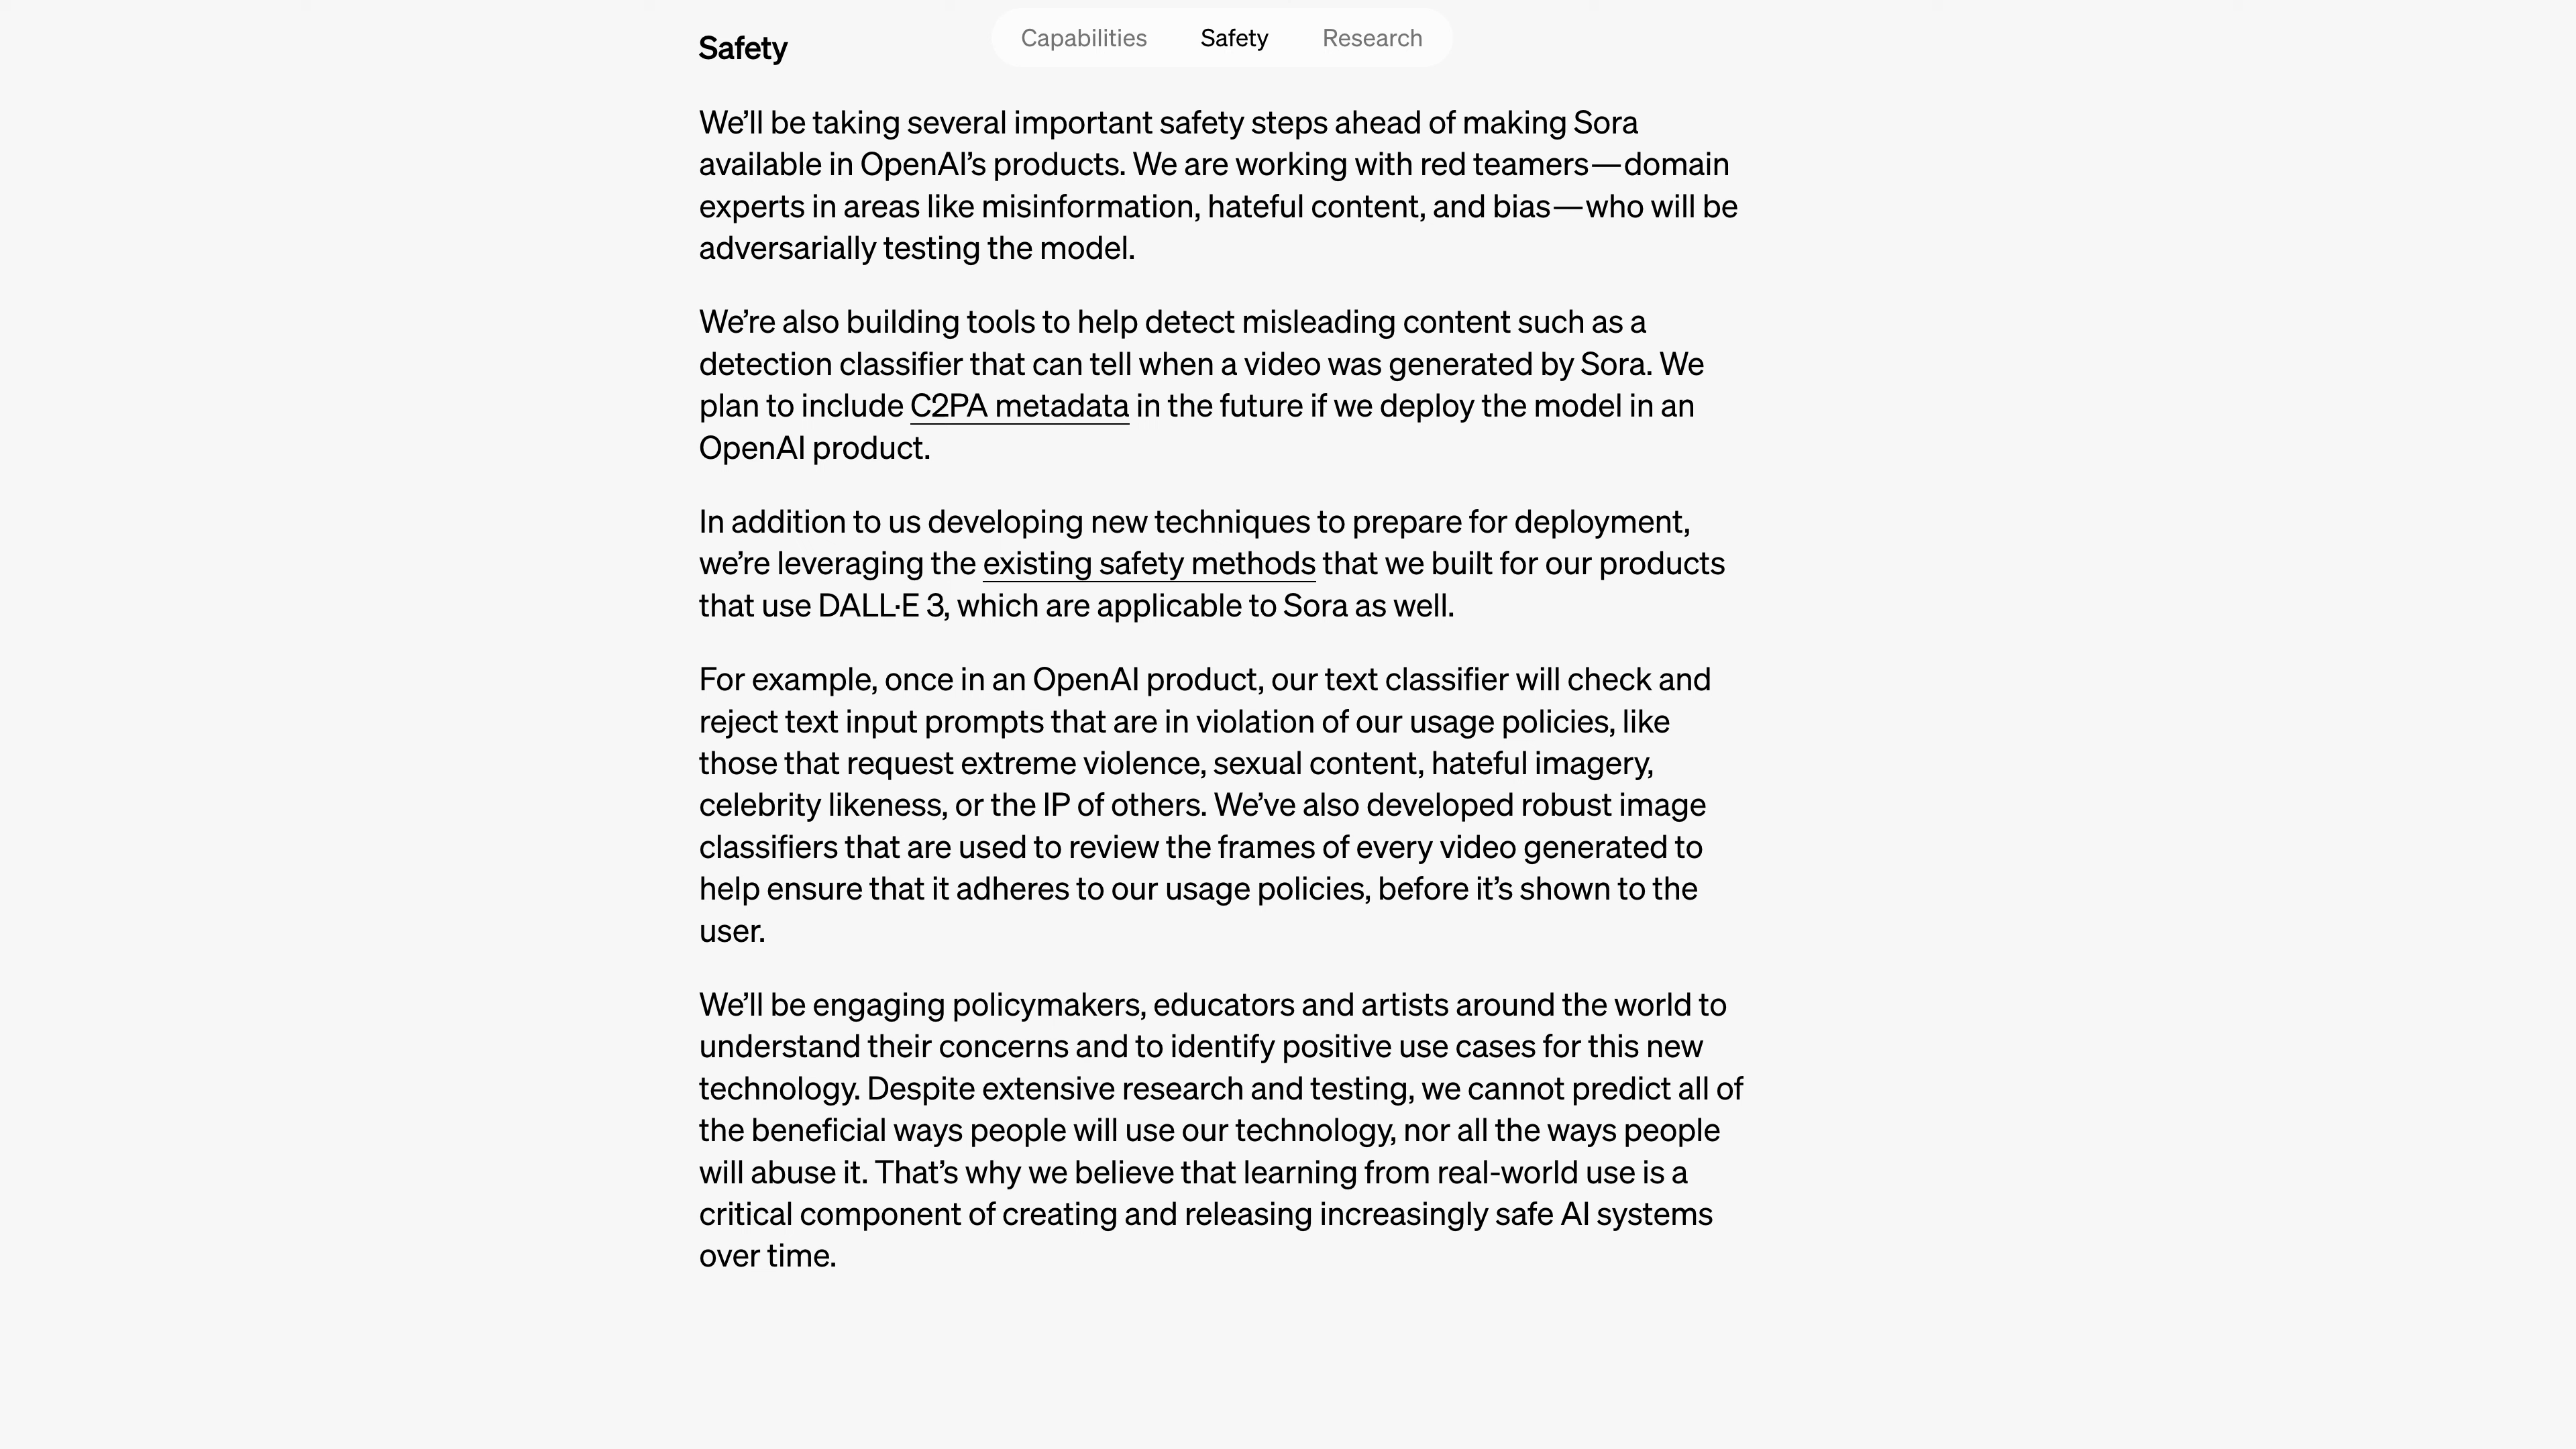 Capabilities Safety Research
Safety
We’ll be taking several important safety steps ahead of making Sora
available in OpenAI’s products. We are working with red teamers—domain
experts in areas like misinformation, hateful content, and bias—who will be
adversarially testing the model.
We’re also building tools to help detect misleading content such as a
detection classifier that can tell when a video was generated by Sora. We
plan to include C2PA metadata in the future if we deploy the model in an
OpenAI product.
In addition to us developing new techniques to prepare for deployment,
we’re leveraging the existing safety methods that we built for our products
that use DALL·E 3, which are applicable to Sora as well.
For example, once in an OpenAI product, our text classifier will check and
reject text input prompts that are in violation of our usage policies, like
those that request extreme violence, sexual content, hateful imagery,
celebrity likeness, or the IP of others. We’ve also developed robust image
classifiers that are used to review the frames of every video generated to
help ensure that it adheres to our usage policies, before it’s shown to the
user.
We’ll be engaging policymakers, educators and artists around the world to
understand their concerns and to identify positive use cases for this new
technology. Despite extensive research and testing, we cannot predict all of
the beneficial ways people will use our technology, nor all the ways people
will abuse it. That’s why we believe that learning from real-world use is a
critical component of creating and releasing increasingly safe AI systems
over time.